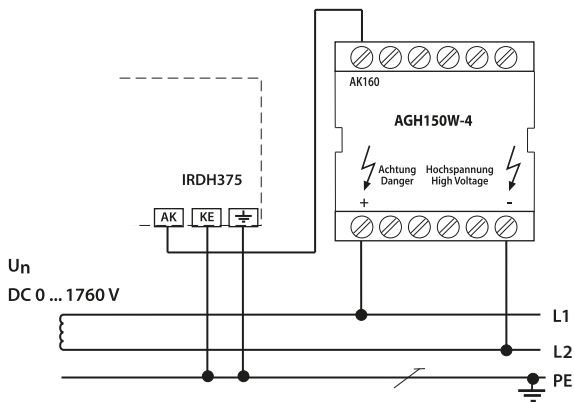 AK160
AGH150W-4
Achtung Hochspannung
Danger High Voltage
+ -
IRDH375
AK KE
Un
DC 0 ... 1760 V
L1
L2
PE